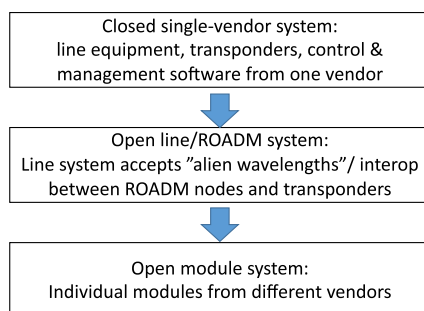 Closed single-vendor system:
line equipment, transponders, control &
management software from one vendor
Open line/ROADM system:
Line system accepts ”alien wavelengths”/ interop
between ROADM nodes and transponders
Open module system:
Individual modules from different vendors